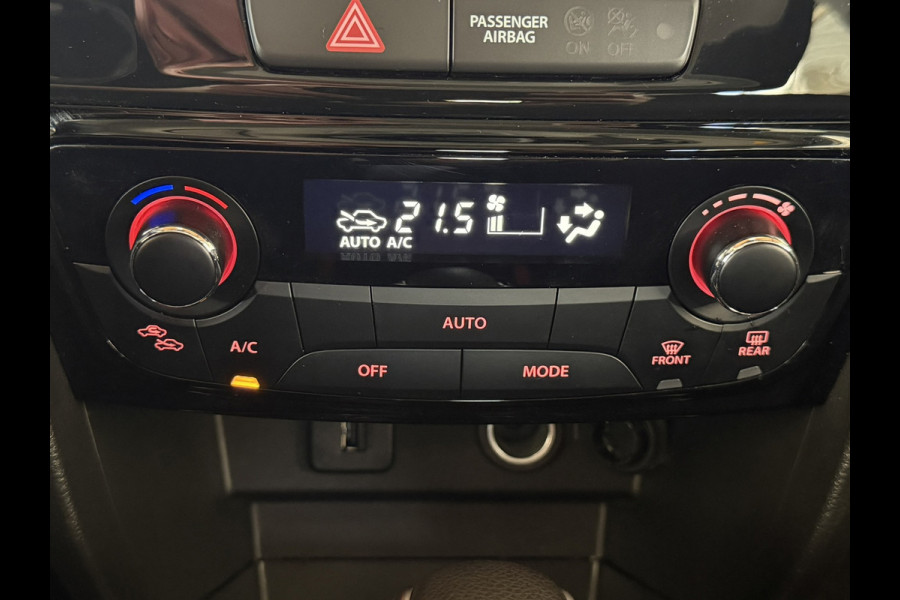 PASSENGER
AIRBAG
ON OFF
21.5
AUTO A/C
AUTO
A/C
OFF
MODE
FRONT
REAR